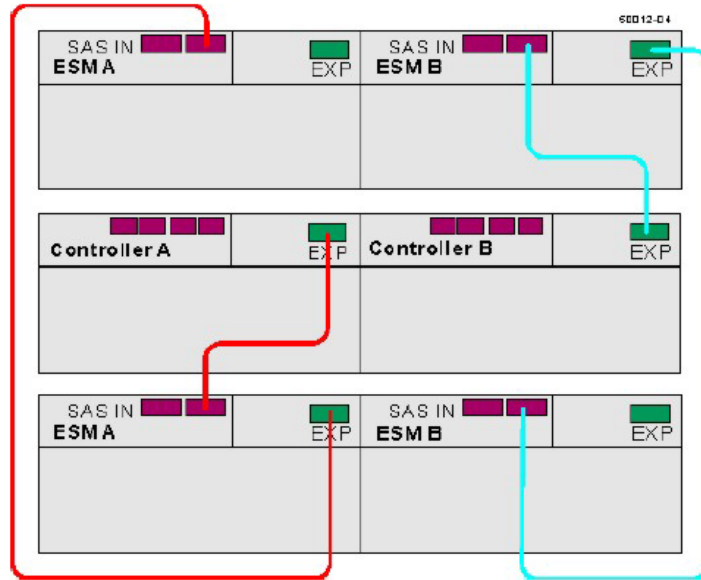 60012-04
SAS IN
ESM A
EXP
SAS IN
ESM B
EXP
Controller A
EXP
Controller B
EXP
SAS IN
ESM A
EXP
SAS IN
ESM B
EXP